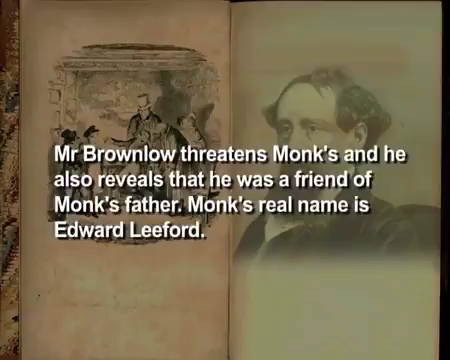 Mr Brownlow threatens Monk's and he
also reveals that he was a friend of
Monk's father. Monk's real name is
Edward Leeford.